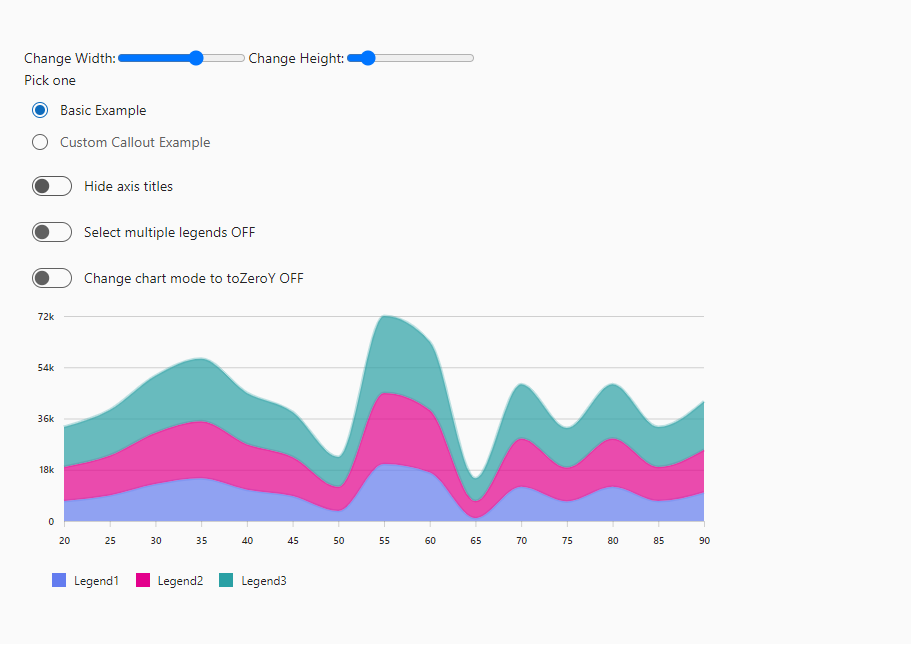 Change Width: Change Height:
Pick one
Basic Example
Custom Callout Example
Hide axis titles
Select multiple legends OFF
Change chart mode to toZeroY OFF
72k
54k
36k
18k
0
20 25 30 35 40 45 50 55 60 65 70 75 80 85 90
Legend1 Legend2 Legend3